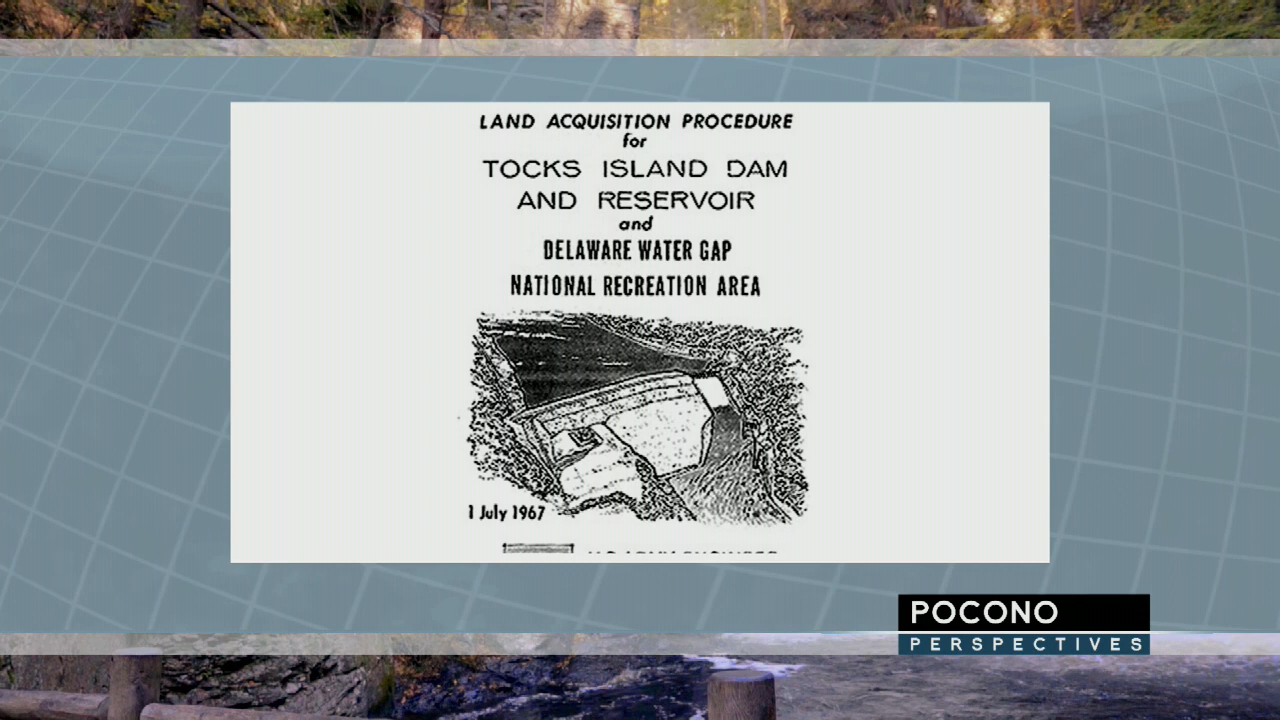 LAND ACQUISITION PROCEDURE
for
TOCKS ISLAND DAM
AND RESERVOIR
and
DELAWARE WATER GAP
NATIONAL RECREATION AREA
1 July 1967
POCONO
PERSPECTIVES